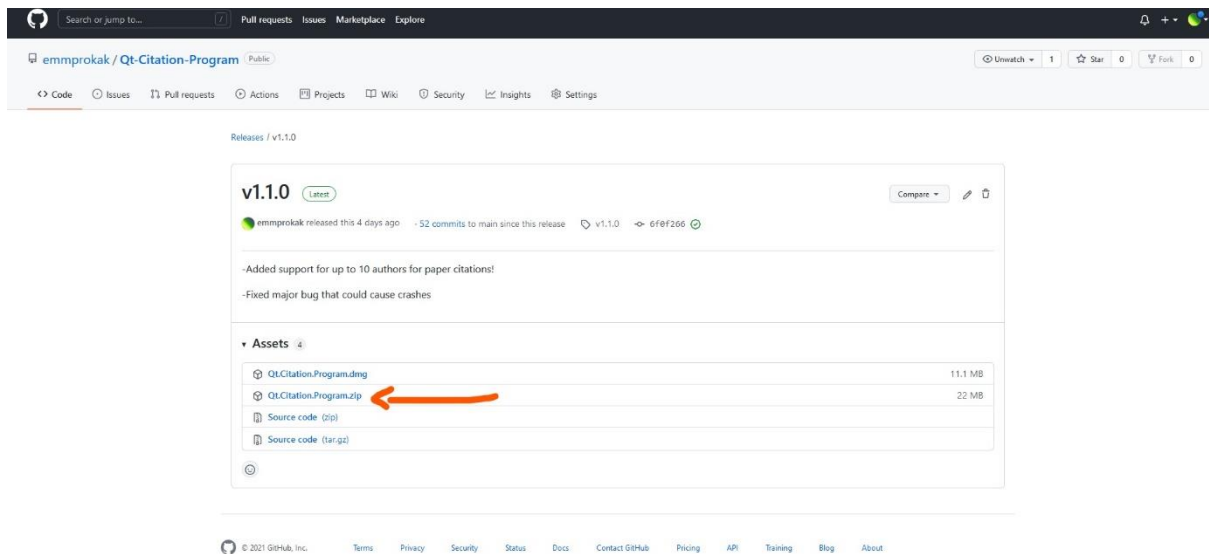 Search or jump to... / Pull requests Issues Marketplace Explore
emmprokak / Qt-Citation-Program Public Unwatch 1 Star 0 Fork 0
<> Code Issues Pull requests Actions Projects Wiki Security Insights Settings
Releases / v1.1.0
v1.1.0 Latest Compare
emmprokak released this 4 days ago · 52 commits to main since this release v1.1.0 6f0f266
-Added support for up to 10 authors for paper citations!
-Fixed major bug that could cause crashes
Assets 4
Qt.Citation.Program.dmg 11.1 MB
Qt.Citation.Program.zip 22 MB
Source code (zip)
Source code (tar.gz)
© 2021 GitHub, Inc. Terms Privacy Security Status Docs Contact GitHub Pricing API Training Blog About